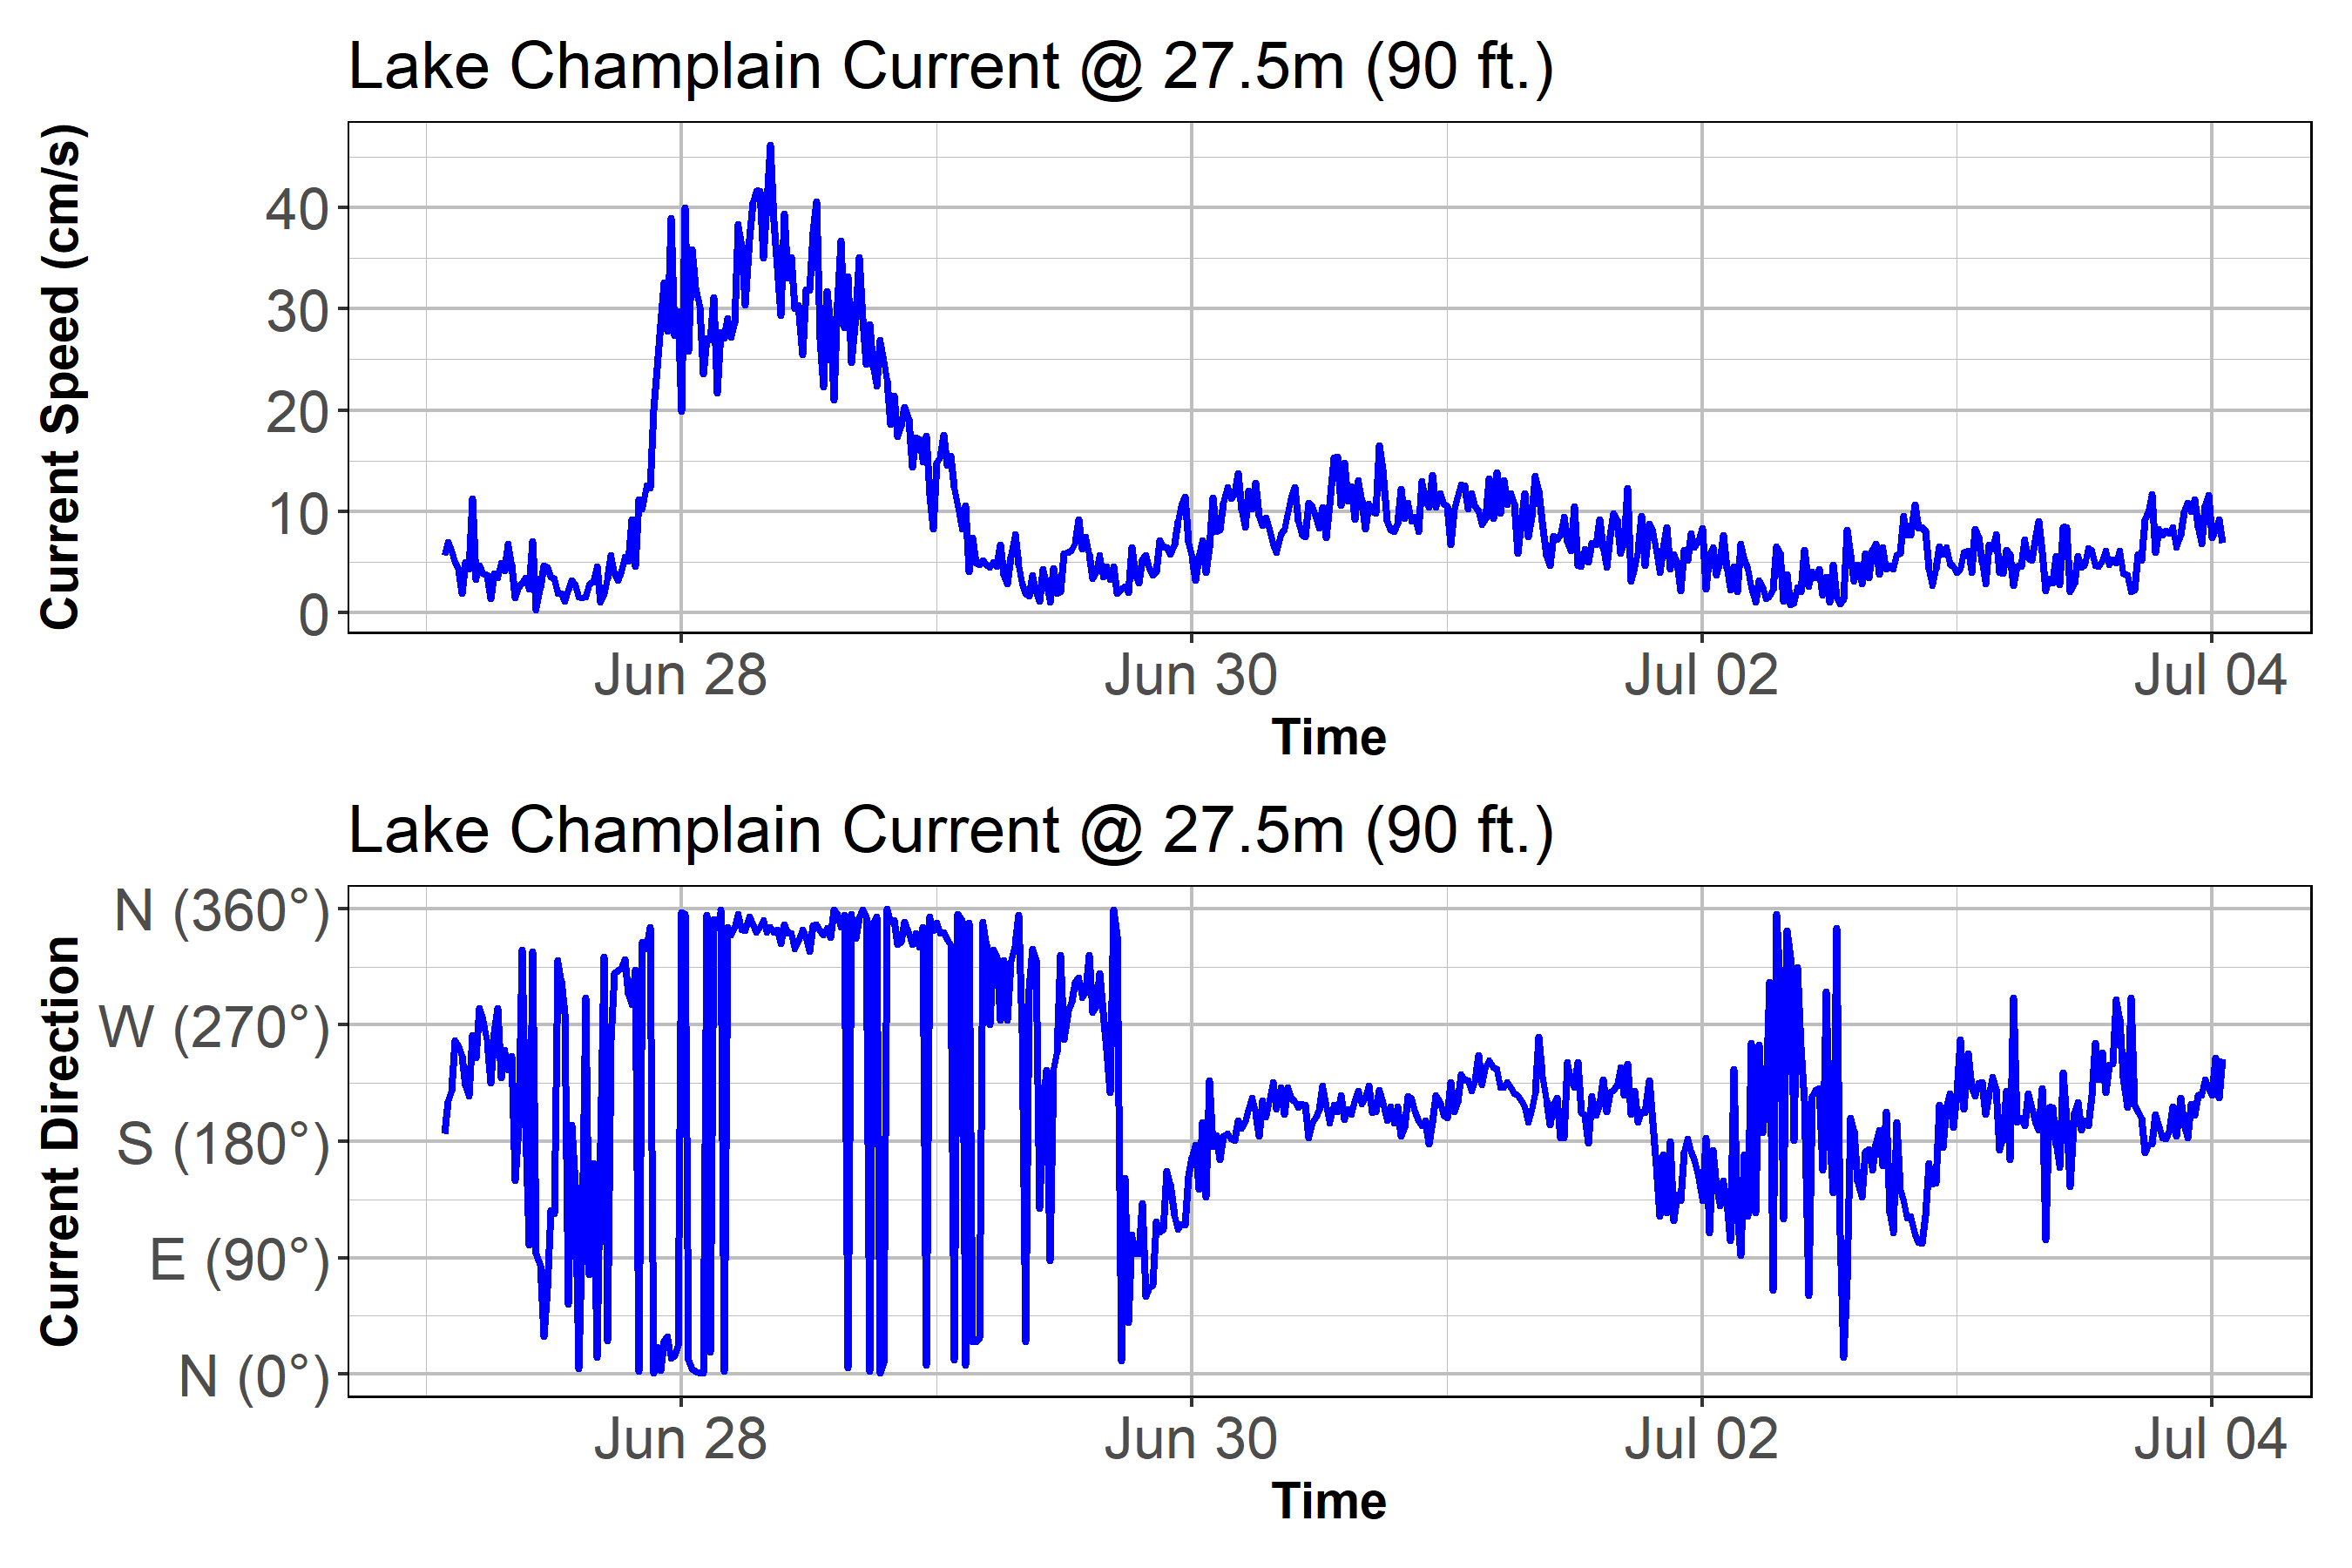 Lake Champlain Current @ 27.5m (90 ft.)
Current Speed (cm/s)
40
30
20
10
0
Jun 28 Jun 30 Jul 02 Jul 04
Time
Lake Champlain Current @ 27.5m (90 ft.)
Current Direction
N (360°)
W (270°)
S (180°)
E (90°)
N (0°)
Jun 28 Jun 30 Jul 02 Jul 04
Time